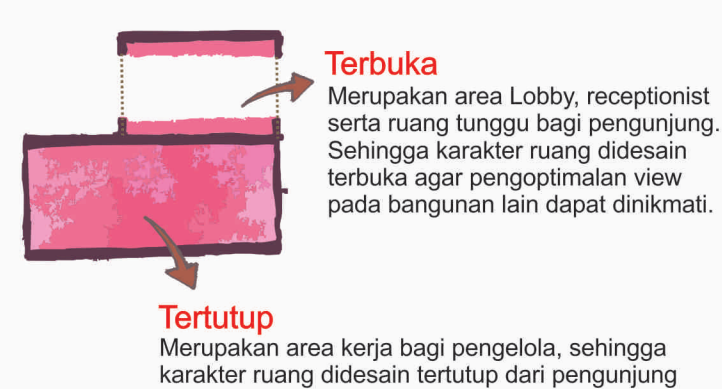 Terbuka
Merupakan area Lobby, receptionist
serta ruang tunggu bagi pengunjung.
Sehingga karakter ruang didesain
terbuka agar pengoptimalan view
pada bangunan lain dapat dinikmati.
Tertutup
Merupakan area kerja bagi pengelola, sehingga
karakter ruang didesain tertutup dari pengunjung